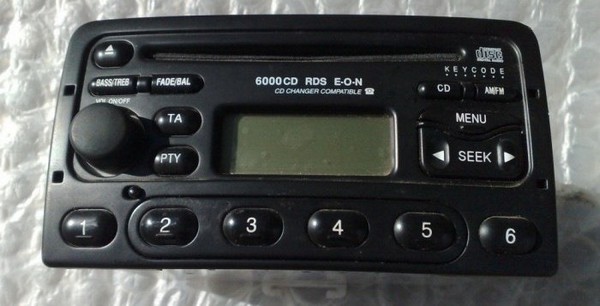 disc
KEYCODE
BASS/TREB FADE/BAL
6000CD RDS E-O-N
CD CHANGER COMPATIBLE
CD AM/FM
VOL ON/OFF
TA
MENU
PTY
SEEK
1 2 3 4 5 6